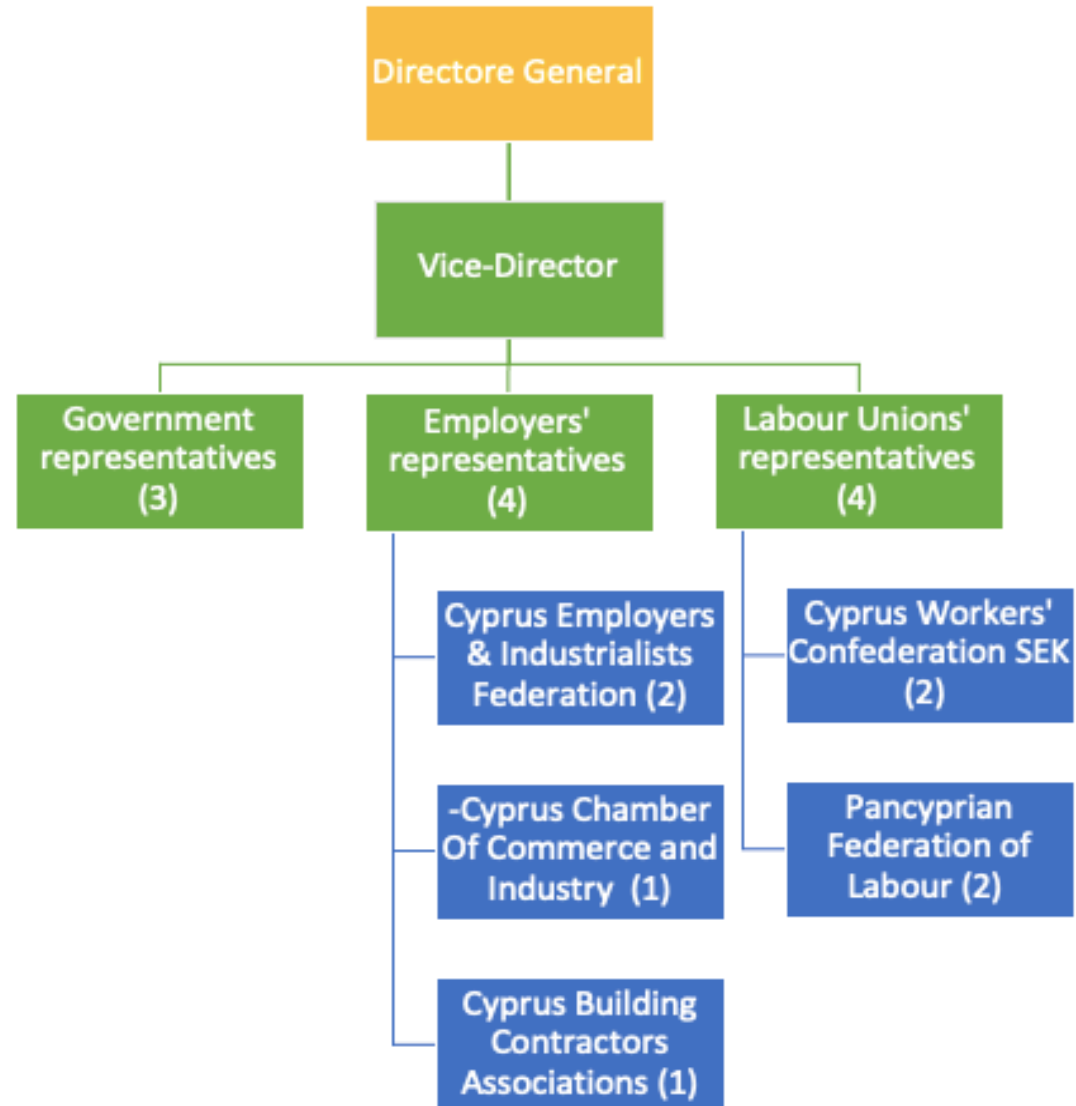 Directore General
Vice-Director
Government
representatives
(3)
Employers'
representatives
(4)
Labour Unions'
representatives
(4)
Cyprus Employers
& Industrialists
Federation (2)
-Cyprus Chamber
Of Commerce and
Industry  (1)
Cyprus Building
Contractors
Associations (1)
Cyprus Workers'
Confederation SEK
(2)
Pancyprian
Federation of
Labour (2)